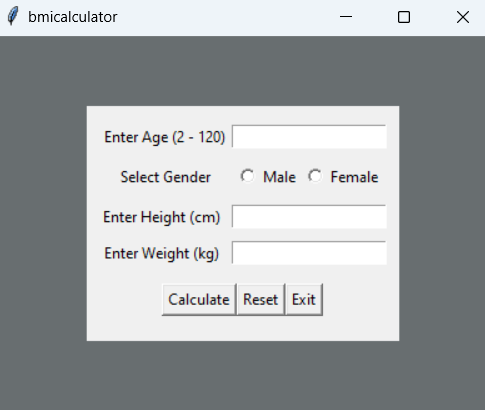 bmicalculator
Enter Age (2 - 120)
Select Gender Male Female
Enter Height (cm)
Enter Weight (kg)
Calculate Reset Exit